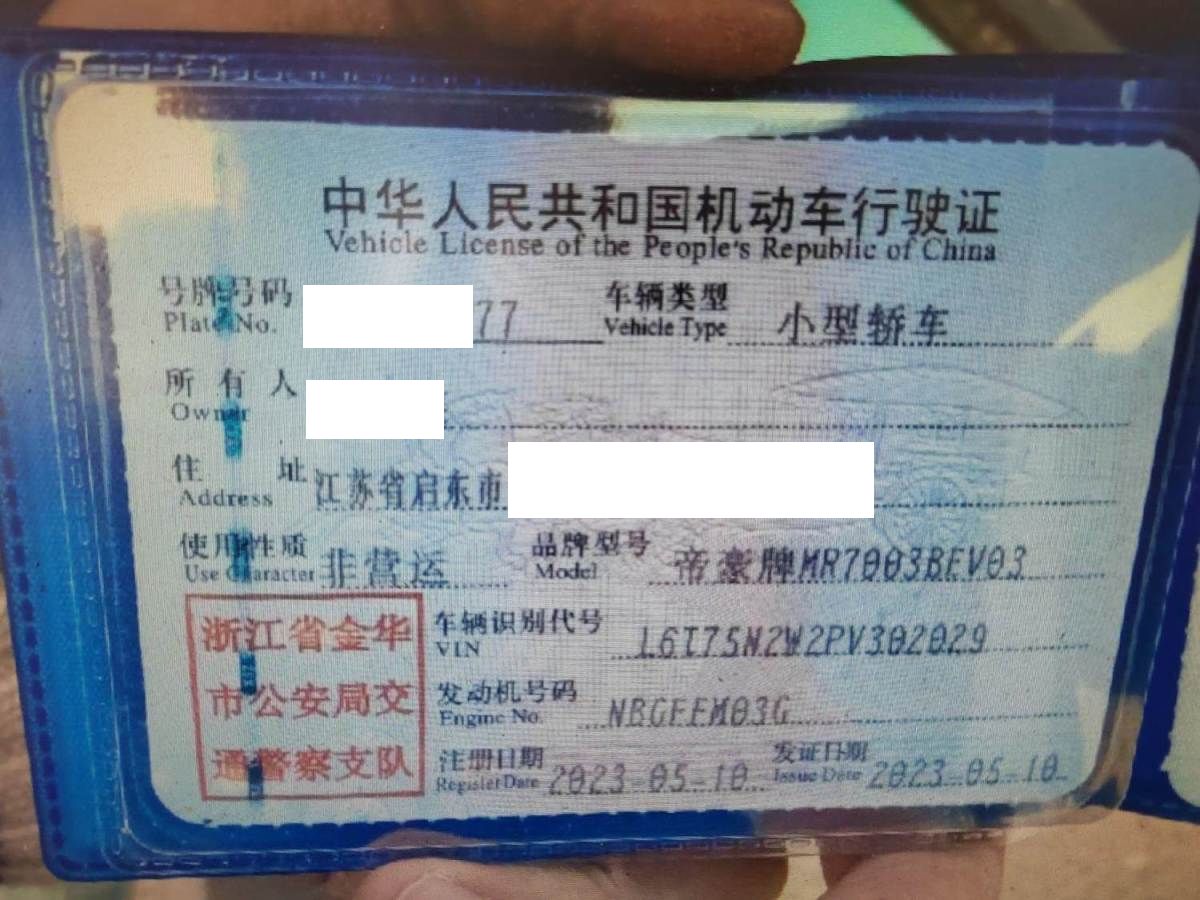 中华人民共和国机动车行驶证
Vehicle License of the People's Republic of China
号牌号码 77 车辆类型 小型轿车
Plate No. Vehicle Type
所有人
Owner
住址 江苏省启东市
Address
使用性质 非营运 品牌型号 帝豪牌MR7003BEV03
Use Character Model
浙江省金华
市公安局交
通警察支队
车辆识别代号 L6T75N2W2PV302029
VIN
发动机号码 NBGFEM03G
Engine No.
注册日期 2023-05-10 发证日期 2023-05-10
Register Date Issue Date